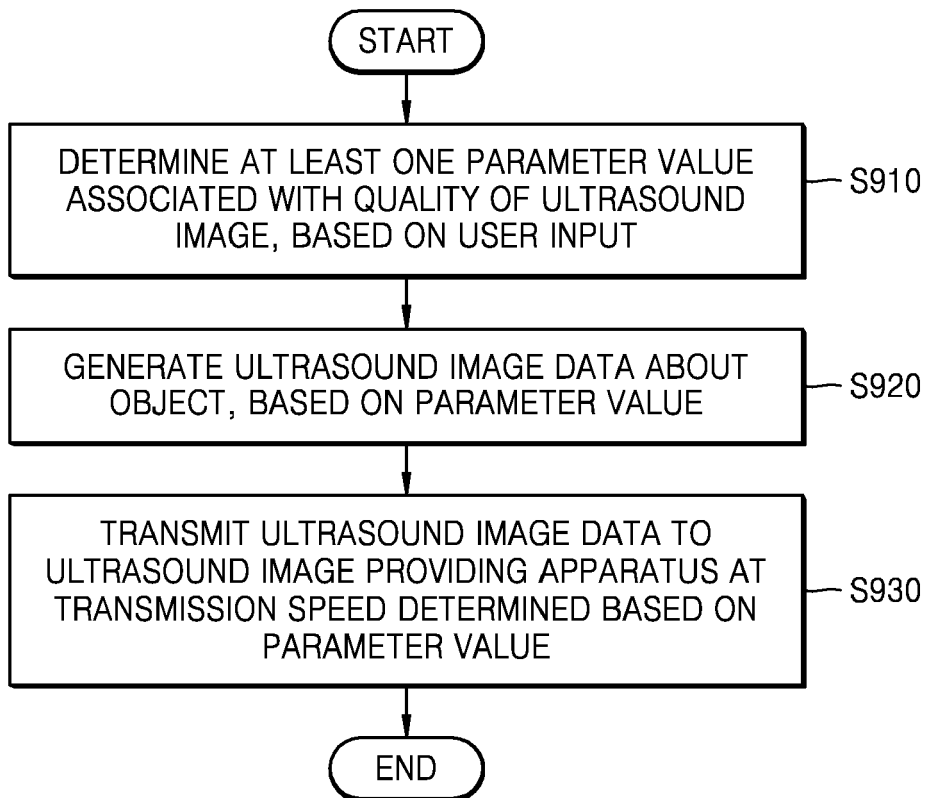 START
DETERMINE AT LEAST ONE PARAMETER VALUE
ASSOCIATED WITH QUALITY OF ULTRASOUND
IMAGE, BASED ON USER INPUT
S910
GENERATE ULTRASOUND IMAGE DATA ABOUT
OBJECT, BASED ON PARAMETER VALUE
S920
TRANSMIT ULTRASOUND IMAGE DATA TO
ULTRASOUND IMAGE PROVIDING APPARATUS AT
TRANSMISSION SPEED DETERMINED BASED ON
PARAMETER VALUE
S930
END